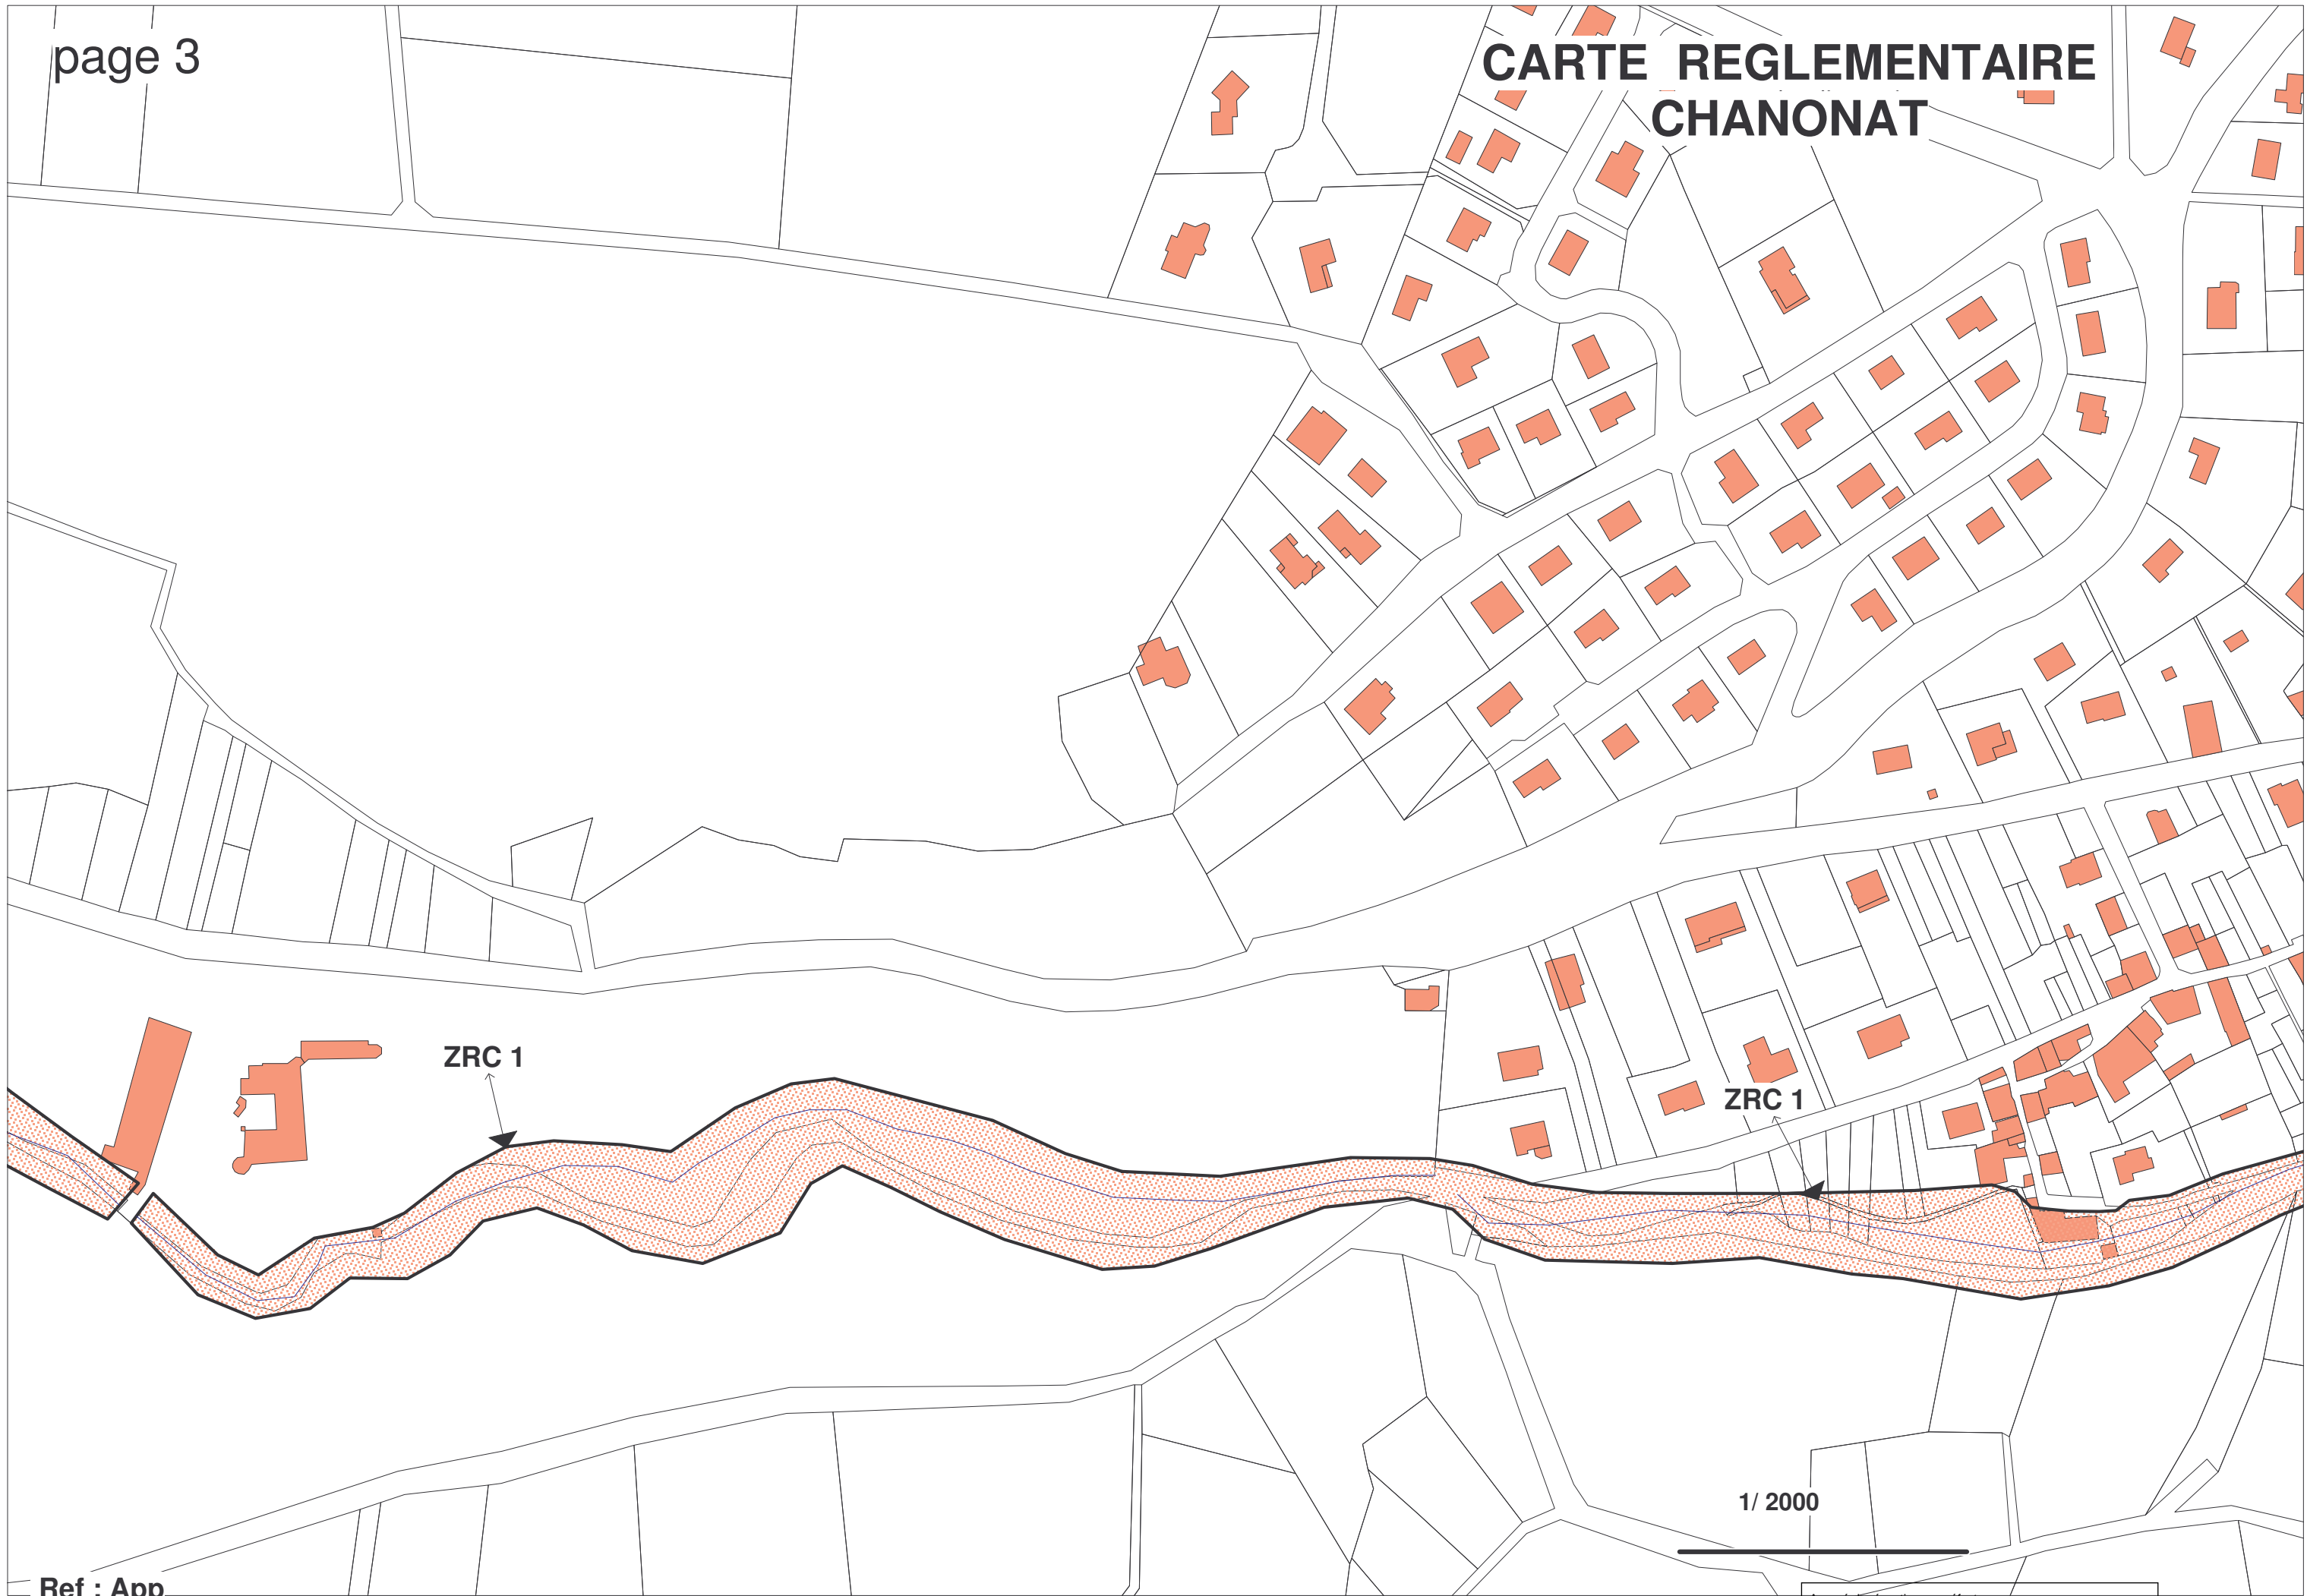 page 3
CARTE REGLEMENTAIRE
CHANONAT
ZRC 1
ZRC 1
1/ 2000
Ref : App